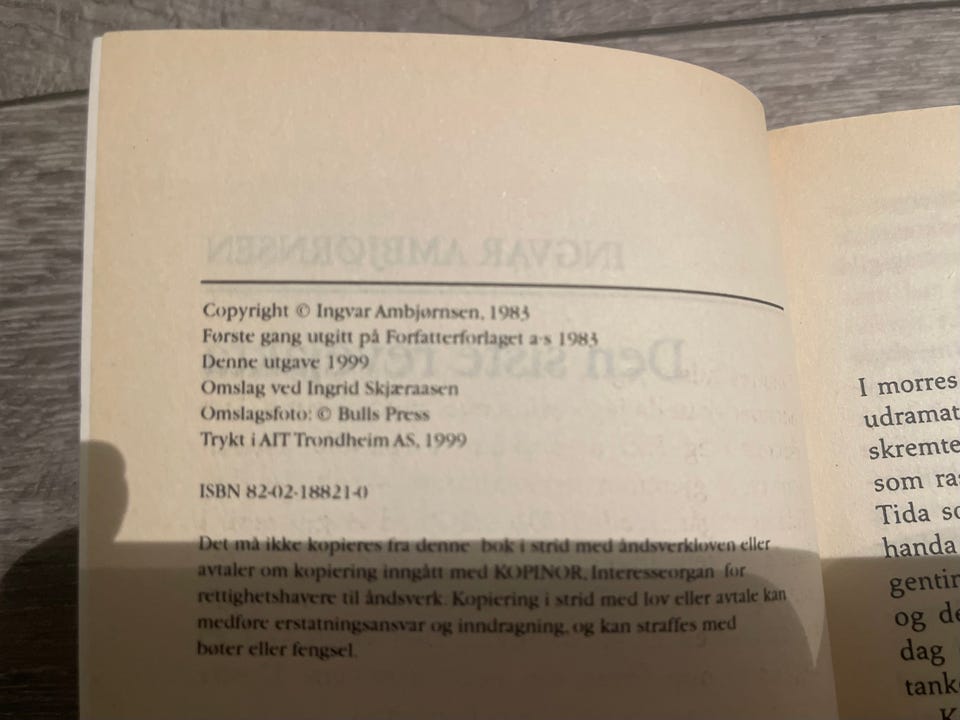 INGVAR AMBJØRNSEN
Copyright © Ingvar Ambjørnsen, 1983
Første gang utgitt på Forfatterforlaget a·s 1983
Den siste
Denne utgave 1999
Omslag ved Ingrid Skjæraasen
Omslagsfoto: © Bulls Press
Trykt i AIT Trondheim AS, 1999
ISBN 82-02-18821-0
Det må ikke kopieres fra denne bok i strid med åndsverkloven eller
avtaler om kopiering inngått med KOPINOR, Interesseorgan for
rettighetshavere til åndsverk. Kopiering i strid med lov eller avtale kan
medføre erstatningsansvar og inndragning, og kan straffes med
bøter eller fengsel.
I morres
udramat
skremte
som ra
Tida so
handa
gentin
og de
dag
tank
K